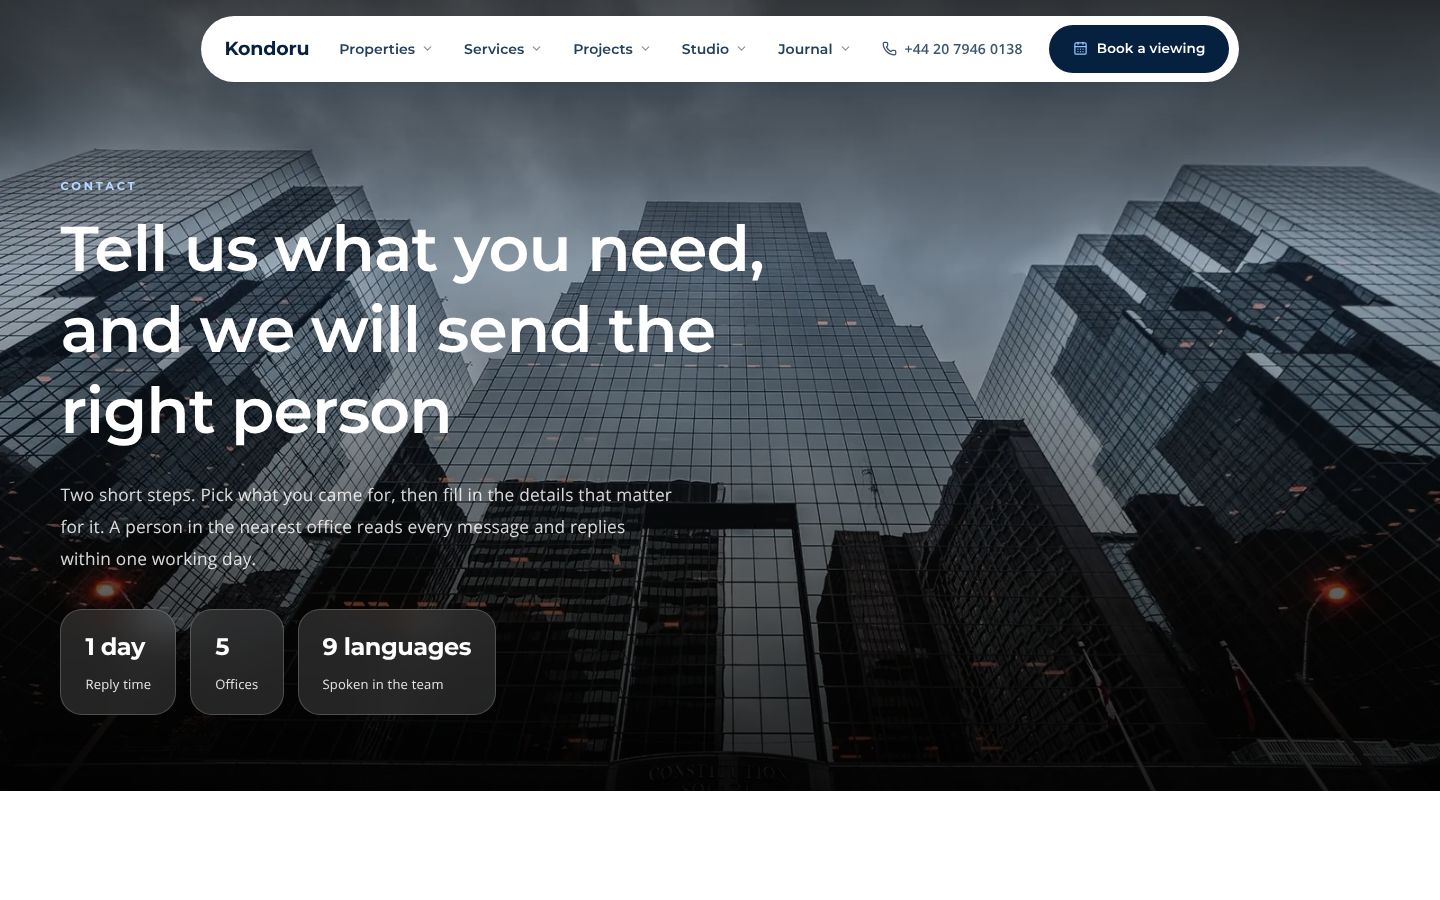 Kondoru
Properties
Services
Projects
Studio
Journal
+44 20 7946 0138
Book a viewing
CONTACT
Tell us what you need,
and we will send the
right person
Two short steps. Pick what you came for, then fill in the details that matter
for it. A person in the nearest office reads every message and replies
within one working day.
1 day
Reply time
5
Offices
9 languages
Spoken in the team
CONSTITUTION
SQUARE